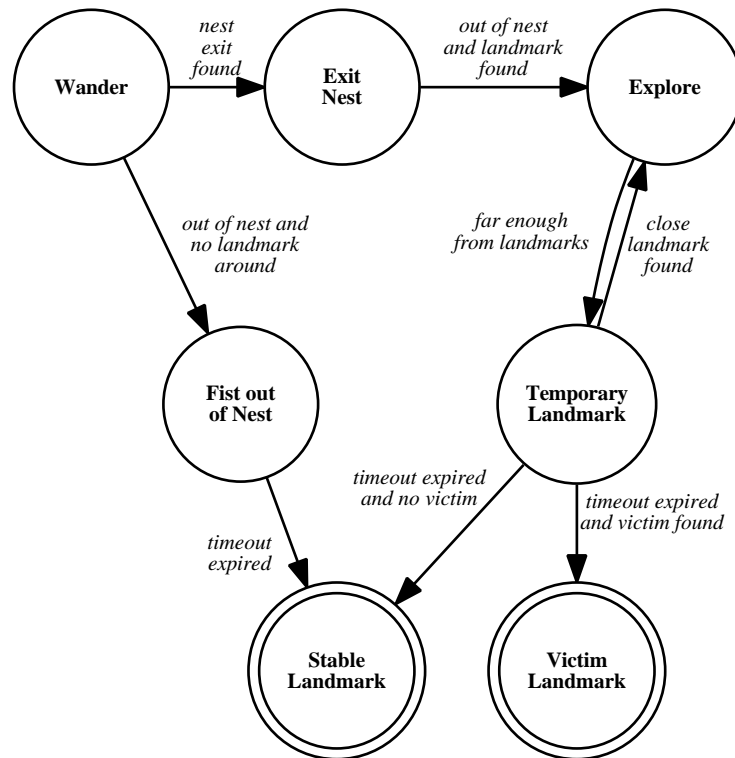 nest
exit
found
out of nest
and landmark
found
Wander
Exit
Nest
Explore
out of nest and
no landmark
around
far enough
from landmarks
close
landmark
found
Fist out
of Nest
Temporary
Landmark
timeout expired
and no victim
timeout expired
and victim found
timeout
expired
Stable
Landmark
Victim
Landmark